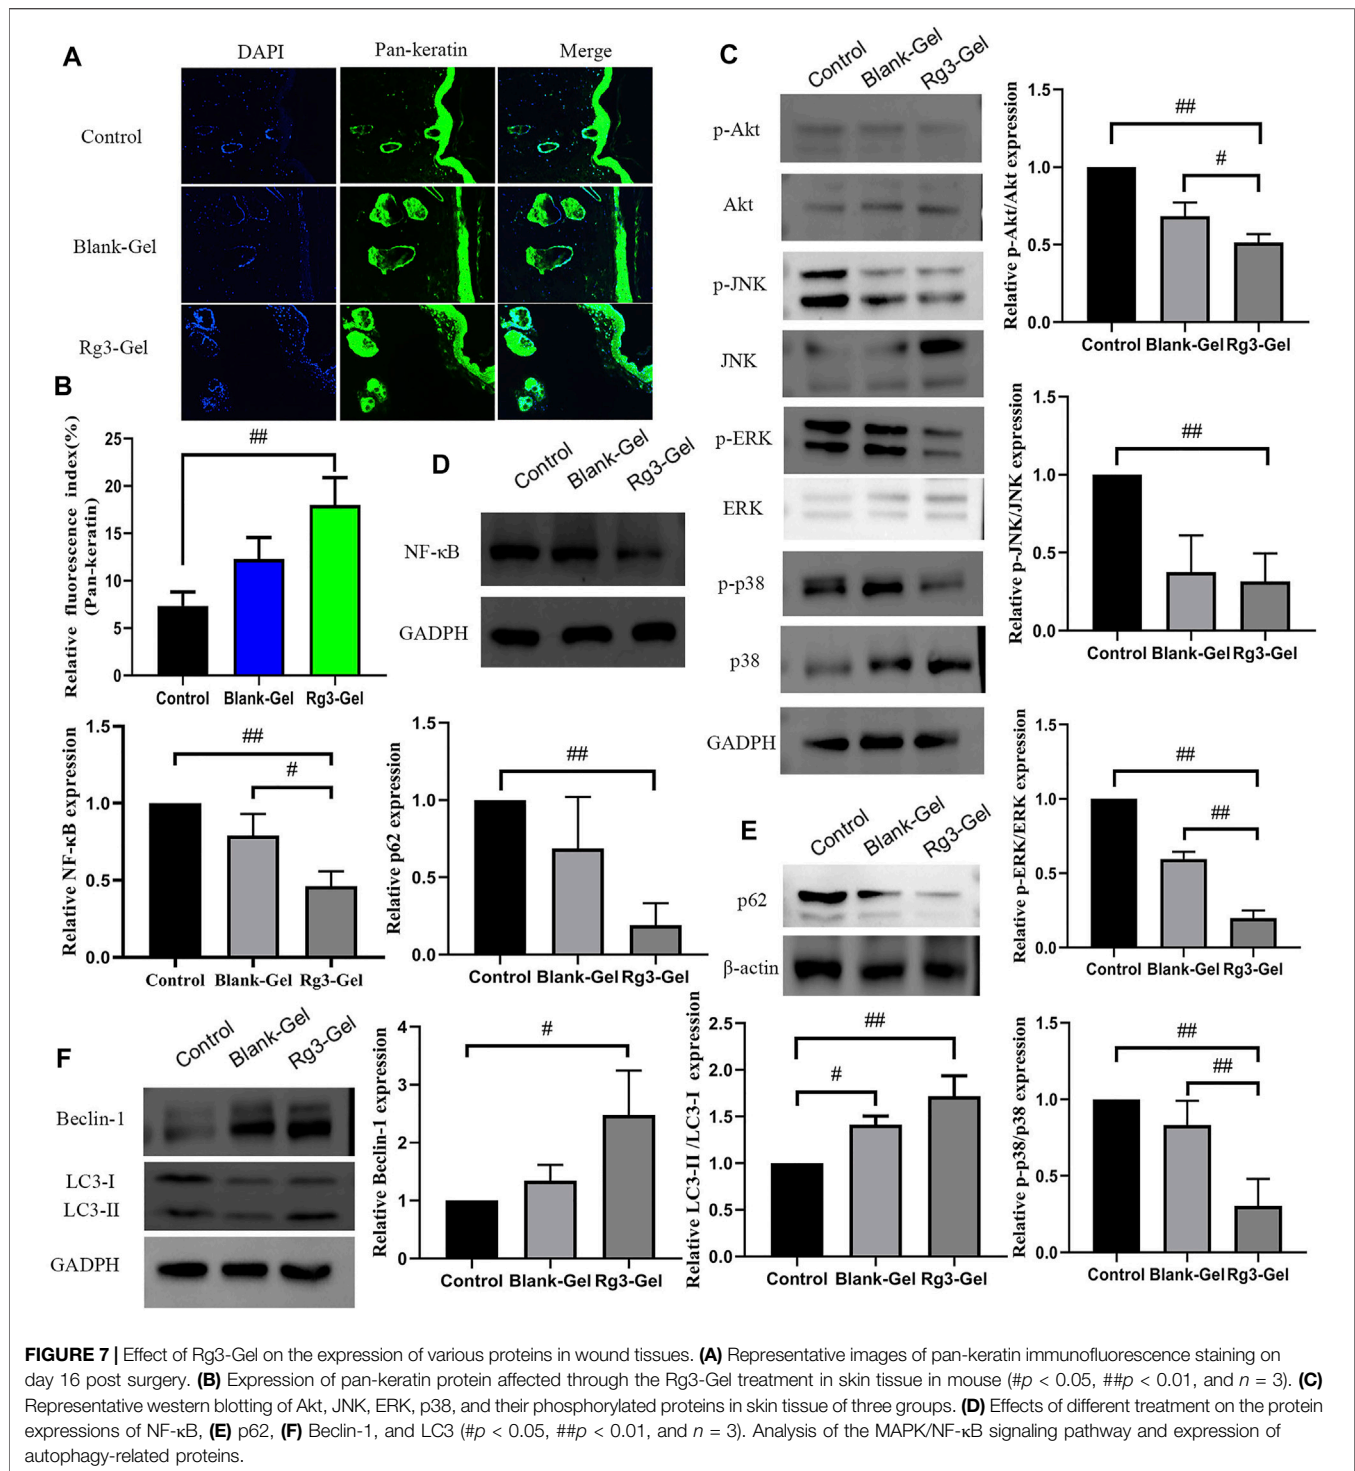 A
DAPI
Pan-keratin
Merge
Control
Blank-Gel
Rg3-Gel
B
Relative fluorescence index(%)
(Pan-keratin)
25
20
15
10
5
0
##
Control
Blank-Gel
Rg3-Gel
C
Control
Blank-Gel
Rg3-Gel
p-Akt
Akt
p-JNK
JNK
p-ERK
ERK
p-p38
p38
GADPH
Relative p-Akt/Akt expression
1.5
1.0
0.5
0.0
##
#
Control Blank-Gel Rg3-Gel
Relative p-JNK/JNK expression
1.5
1.0
0.5
0.0
##
Control Blank-Gel Rg3-Gel
Relative p-ERK/ERK expression
1.5
1.0
0.5
0.0
##
##
Control Blank-Gel Rg3-Gel
Relative p-p38/p38 expression
1.5
1.0
0.5
0.0
##
##
Control Blank-Gel Rg3-Gel
D
Control
Blank-Gel
Rg3-Gel
NF-κB
GADPH
Relative NF-κB expression
1.5
1.0
0.5
0.0
##
#
Control Blank-Gel Rg3-Gel
Relative p62 expression
1.5
1.0
0.5
0.0
##
Control Blank-Gel Rg3-Gel
E
Control
Blank-Gel
Rg3-Gel
p62
β-actin
F
Control
Blank-Gel
Rg3-Gel
Beclin-1
LC3-I
LC3-II
GADPH
Relative Beclin-1 expression
4
3
2
1
0
#
Control Blank-Gel Rg3-Gel
Relative LC3-II /LC3-I expression
2.5
2.0
1.5
1.0
0.5
0.0
##
#
Control Blank-Gel Rg3-Gel
FIGURE 7 | Effect of Rg3-Gel on the expression of various proteins in wound tissues. (A) Representative images of pan-keratin immunofluorescence staining on
day 16 post surgery. (B) Expression of pan-keratin protein affected through the Rg3-Gel treatment in skin tissue in mouse (#p < 0.05, ##p < 0.01, and n = 3). (C)
Representative western blotting of Akt, JNK, ERK, p38, and their phosphorylated proteins in skin tissue of three groups. (D) Effects of different treatment on the protein
expressions of NF-κB, (E) p62, (F) Beclin-1, and LC3 (#p < 0.05, ##p < 0.01, and n = 3). Analysis of the MAPK/NF-κB signaling pathway and expression of
autophagy-related proteins.